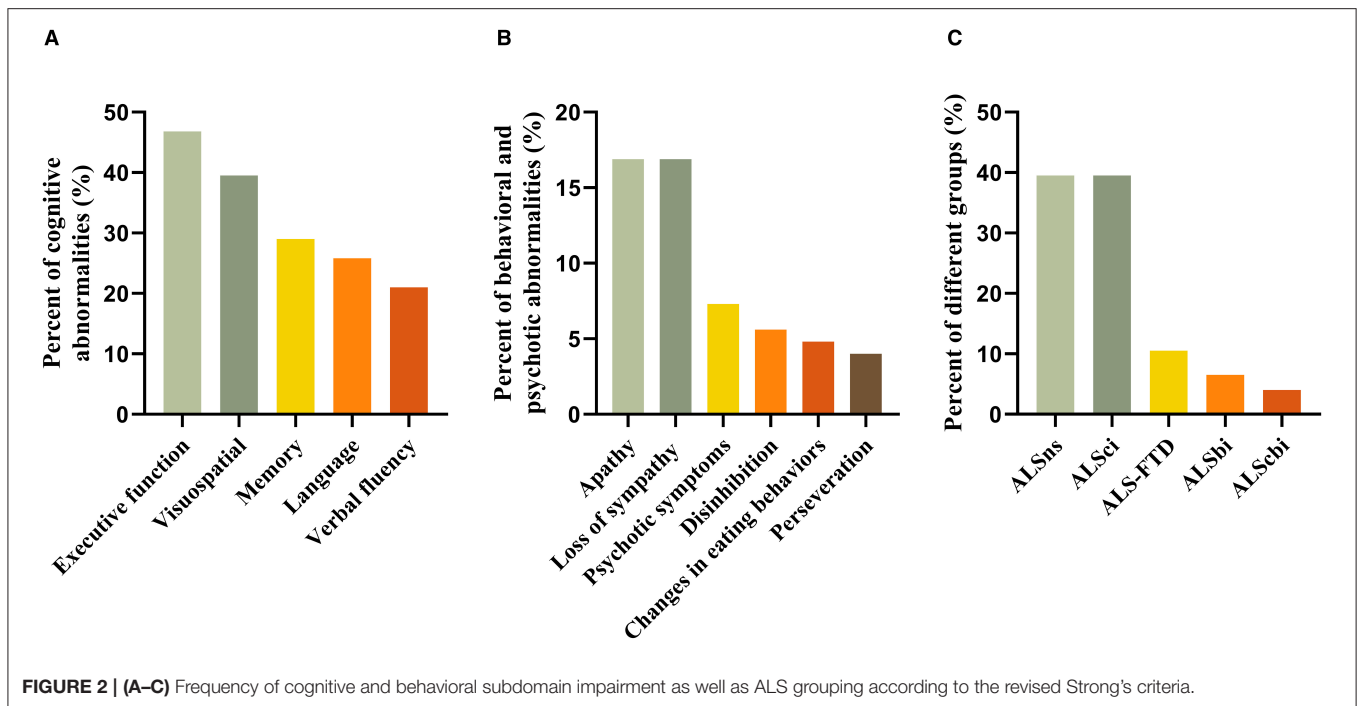 A
Percent of cognitive
abnormalities (%)
50
40
30
20
10
0
Executive function
Visuospatial
Memory
Language
Verbal fluency
B
Percent of behavioral and
psychotic abnormalities (%)
20
15
10
5
0
Apathy
Loss of sympathy
Psychotic symptoms
Disinhibition
Changes in eating behaviors
Perseveration
C
Percent of different groups (%)
50
40
30
20
10
0
ALSns
ALSci
ALS-FTD
ALSbi
ALScbi
FIGURE 2 | (A–C) Frequency of cognitive and behavioral subdomain impairment as well as ALS grouping according to the revised Strong's criteria.